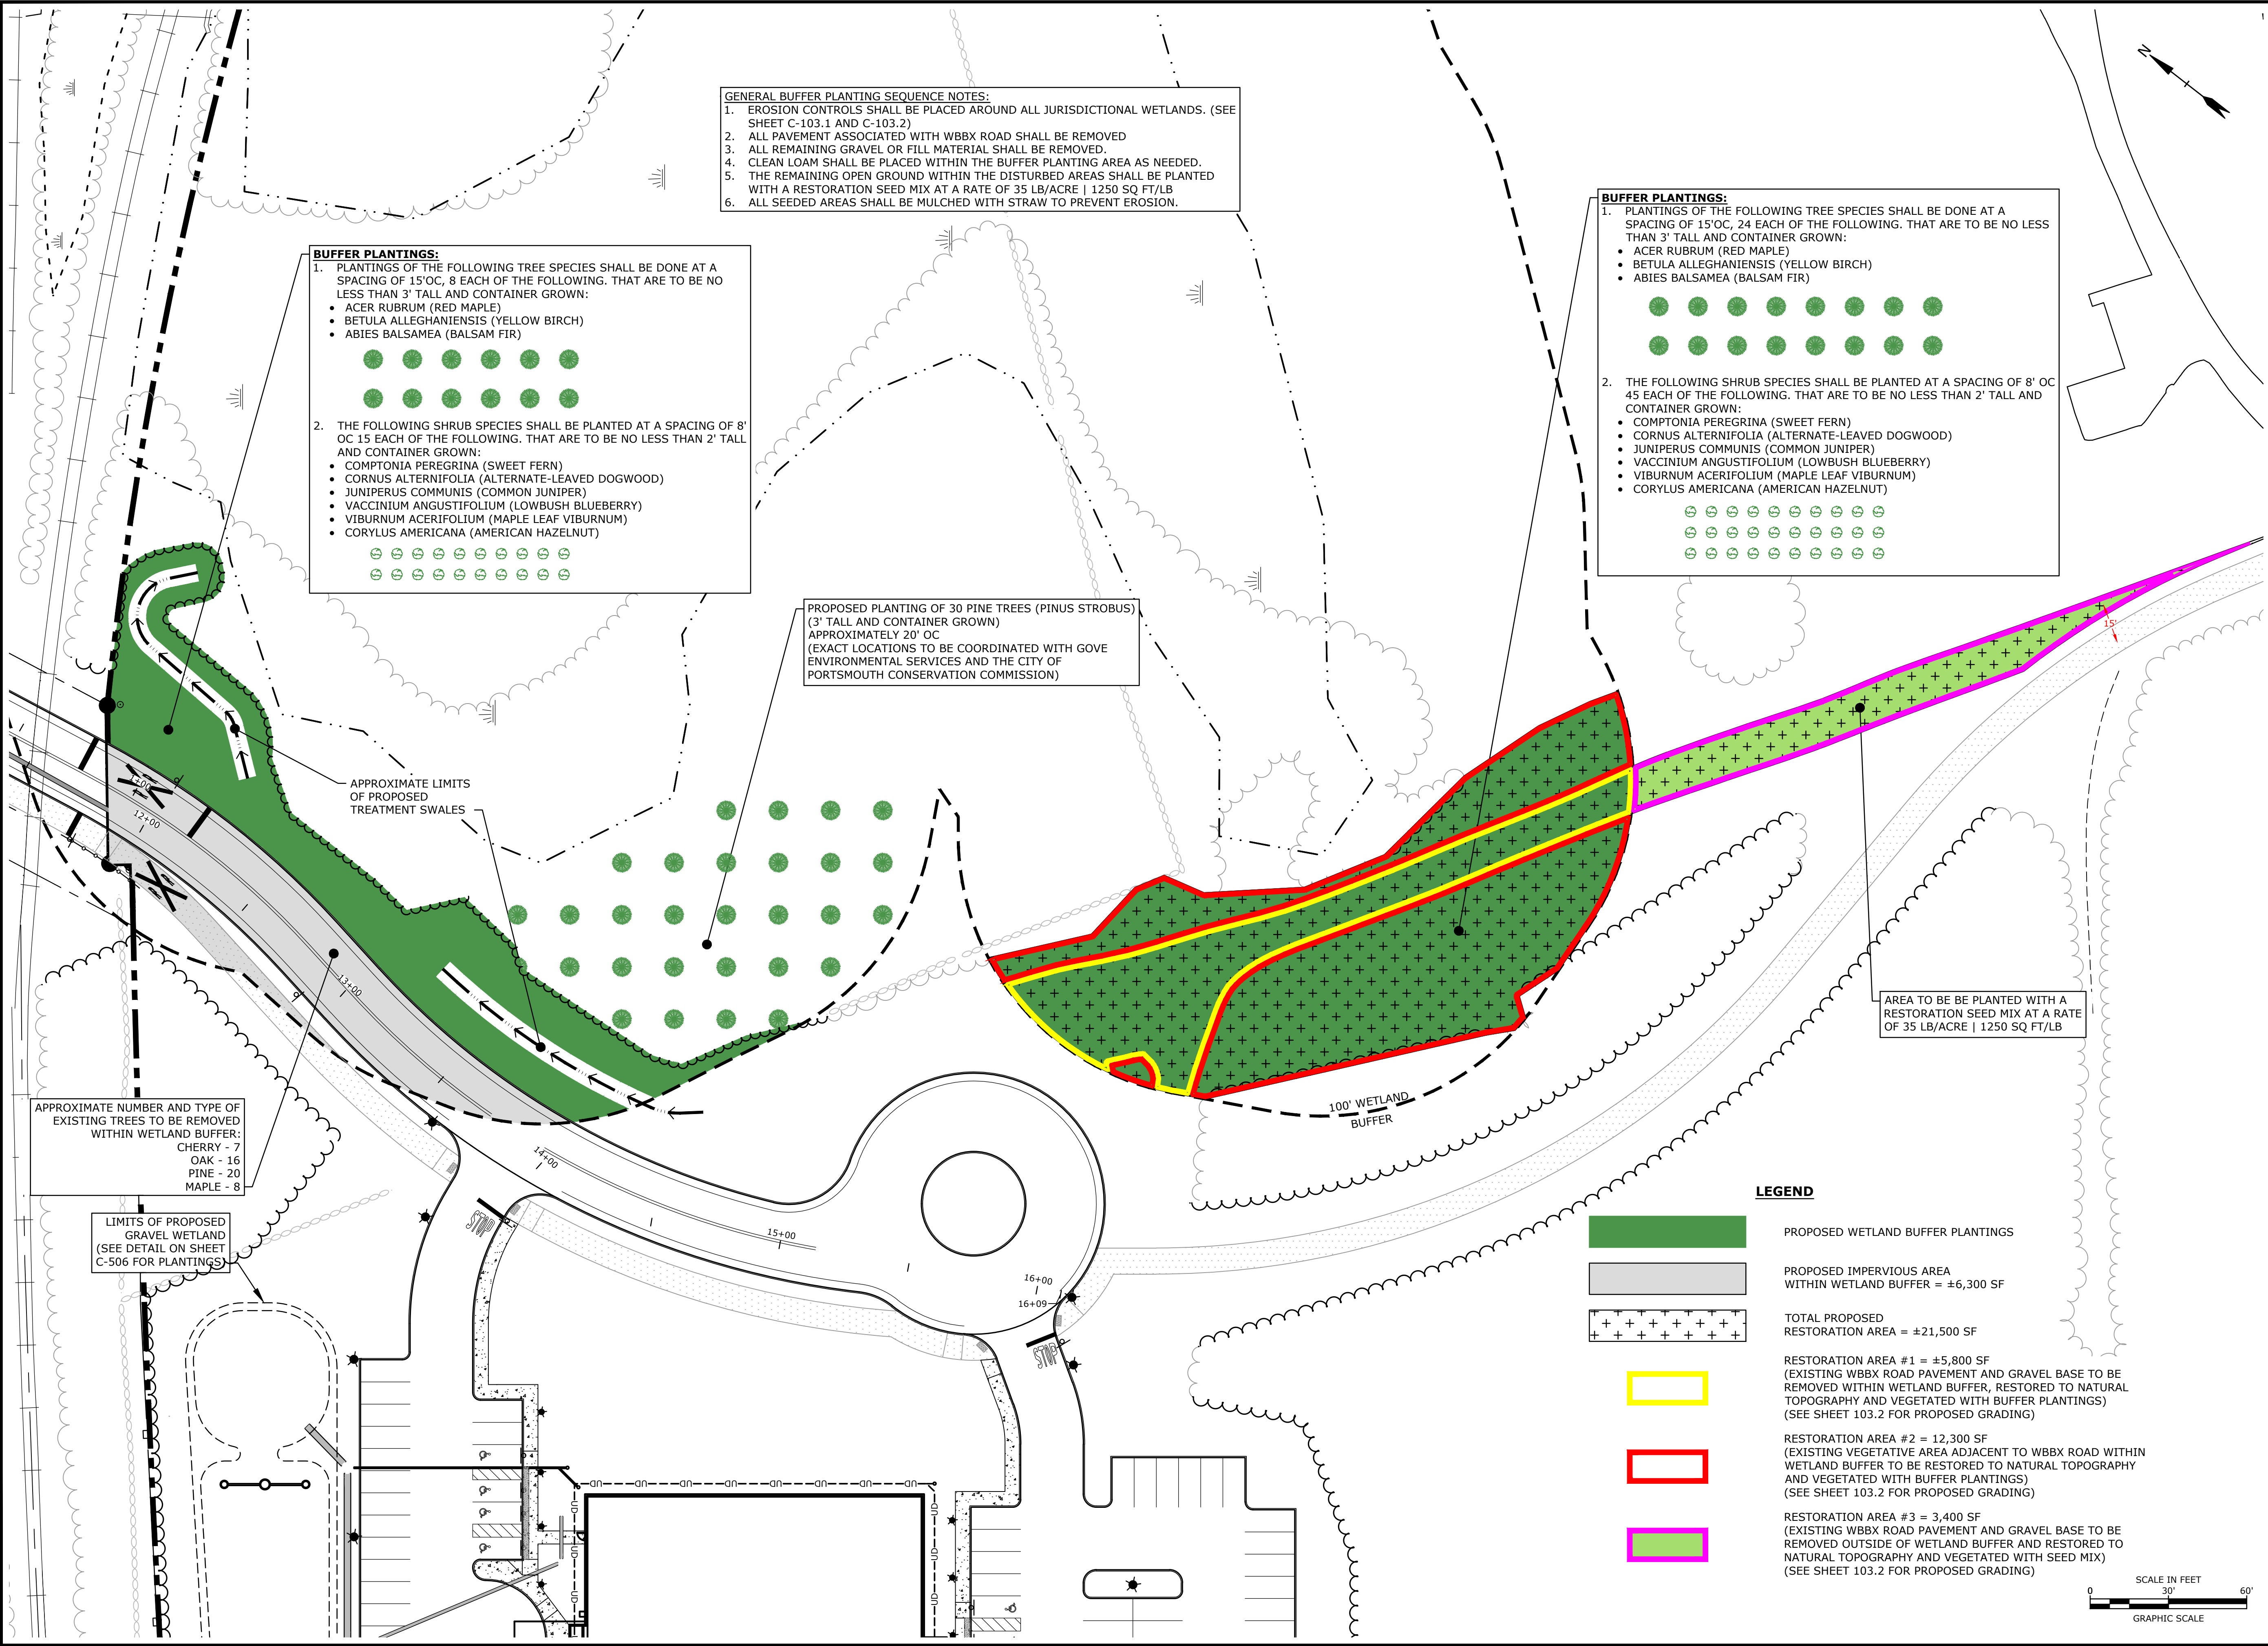 N
GENERAL BUFFER PLANTING SEQUENCE NOTES:
1. EROSION CONTROLS SHALL BE PLACED AROUND ALL JURISDICTIONAL WETLANDS. (SEE
SHEET C-103.1 AND C-103.2)
2. ALL PAVEMENT ASSOCIATED WITH WBBX ROAD SHALL BE REMOVED
3. ALL REMAINING GRAVEL OR FILL MATERIAL SHALL BE REMOVED.
4. CLEAN LOAM SHALL BE PLACED WITHIN THE BUFFER PLANTING AREA AS NEEDED.
5. THE REMAINING OPEN GROUND WITHIN THE DISTURBED AREAS SHALL BE PLANTED
WITH A RESTORATION SEED MIX AT A RATE OF 35 LB/ACRE | 1250 SQ FT/LB
6. ALL SEEDED AREAS SHALL BE MULCHED WITH STRAW TO PREVENT EROSION.
BUFFER PLANTINGS:
1. PLANTINGS OF THE FOLLOWING TREE SPECIES SHALL BE DONE AT A
SPACING OF 15'OC, 8 EACH OF THE FOLLOWING. THAT ARE TO BE NO
LESS THAN 3' TALL AND CONTAINER GROWN:
• ACER RUBRUM (RED MAPLE)
• BETULA ALLEGHANIENSIS (YELLOW BIRCH)
• ABIES BALSAMEA (BALSAM FIR)
2. THE FOLLOWING SHRUB SPECIES SHALL BE PLANTED AT A SPACING OF 8'
OC 15 EACH OF THE FOLLOWING. THAT ARE TO BE NO LESS THAN 2' TALL
AND CONTAINER GROWN:
• COMPTONIA PEREGRINA (SWEET FERN)
• CORNUS ALTERNIFOLIA (ALTERNATE-LEAVED DOGWOOD)
• JUNIPERUS COMMUNIS (COMMON JUNIPER)
• VACCINIUM ANGUSTIFOLIUM (LOWBUSH BLUEBERRY)
• VIBURNUM ACERIFOLIUM (MAPLE LEAF VIBURNUM)
• CORYLUS AMERICANA (AMERICAN HAZELNUT)
BUFFER PLANTINGS:
1. PLANTINGS OF THE FOLLOWING TREE SPECIES SHALL BE DONE AT A
SPACING OF 15'OC, 24 EACH OF THE FOLLOWING. THAT ARE TO BE NO LESS
THAN 3' TALL AND CONTAINER GROWN:
• ACER RUBRUM (RED MAPLE)
• BETULA ALLEGHANIENSIS (YELLOW BIRCH)
• ABIES BALSAMEA (BALSAM FIR)
2. THE FOLLOWING SHRUB SPECIES SHALL BE PLANTED AT A SPACING OF 8' OC
45 EACH OF THE FOLLOWING. THAT ARE TO BE NO LESS THAN 2' TALL AND
CONTAINER GROWN:
• COMPTONIA PEREGRINA (SWEET FERN)
• CORNUS ALTERNIFOLIA (ALTERNATE-LEAVED DOGWOOD)
• JUNIPERUS COMMUNIS (COMMON JUNIPER)
• VACCINIUM ANGUSTIFOLIUM (LOWBUSH BLUEBERRY)
• VIBURNUM ACERIFOLIUM (MAPLE LEAF VIBURNUM)
• CORYLUS AMERICANA (AMERICAN HAZELNUT)
PROPOSED PLANTING OF 30 PINE TREES (PINUS STROBUS)
(3' TALL AND CONTAINER GROWN)
APPROXIMATELY 20' OC
(EXACT LOCATIONS TO BE COORDINATED WITH GOVE
ENVIRONMENTAL SERVICES AND THE CITY OF
PORTSMOUTH CONSERVATION COMMISSION)
15'
APPROXIMATE LIMITS
OF PROPOSED
TREATMENT SWALES
12+00
13+00
14+00
15+00
16+00
16+09
AREA TO BE BE PLANTED WITH A
RESTORATION SEED MIX AT A RATE
OF 35 LB/ACRE | 1250 SQ FT/LB
100' WETLAND
BUFFER
APPROXIMATE NUMBER AND TYPE OF
EXISTING TREES TO BE REMOVED
WITHIN WETLAND BUFFER:
CHERRY - 7
OAK - 16
PINE - 20
MAPLE - 8
LIMITS OF PROPOSED
GRAVEL WETLAND
(SEE DETAIL ON SHEET
C-506 FOR PLANTINGS)
STOP
STOP
UD UD UD UD UD UD UD
UD
UD
UD
UD
UD
UD
LEGEND
PROPOSED WETLAND BUFFER PLANTINGS
PROPOSED IMPERVIOUS AREA
WITHIN WETLAND BUFFER = ±6,300 SF
TOTAL PROPOSED
RESTORATION AREA = ±21,500 SF
RESTORATION AREA #1 = ±5,800 SF
(EXISTING WBBX ROAD PAVEMENT AND GRAVEL BASE TO BE
REMOVED WITHIN WETLAND BUFFER, RESTORED TO NATURAL
TOPOGRAPHY AND VEGETATED WITH BUFFER PLANTINGS)
(SEE SHEET 103.2 FOR PROPOSED GRADING)
RESTORATION AREA #2 = 12,300 SF
(EXISTING VEGETATIVE AREA ADJACENT TO WBBX ROAD WITHIN
WETLAND BUFFER TO BE RESTORED TO NATURAL TOPOGRAPHY
AND VEGETATED WITH BUFFER PLANTINGS)
(SEE SHEET 103.2 FOR PROPOSED GRADING)
RESTORATION AREA #3 = 3,400 SF
(EXISTING WBBX ROAD PAVEMENT AND GRAVEL BASE TO BE
REMOVED OUTSIDE OF WETLAND BUFFER AND RESTORED TO
NATURAL TOPOGRAPHY AND VEGETATED WITH SEED MIX)
(SEE SHEET 103.2 FOR PROPOSED GRADING)
SCALE IN FEET
0 30' 60'
GRAPHIC SCALE